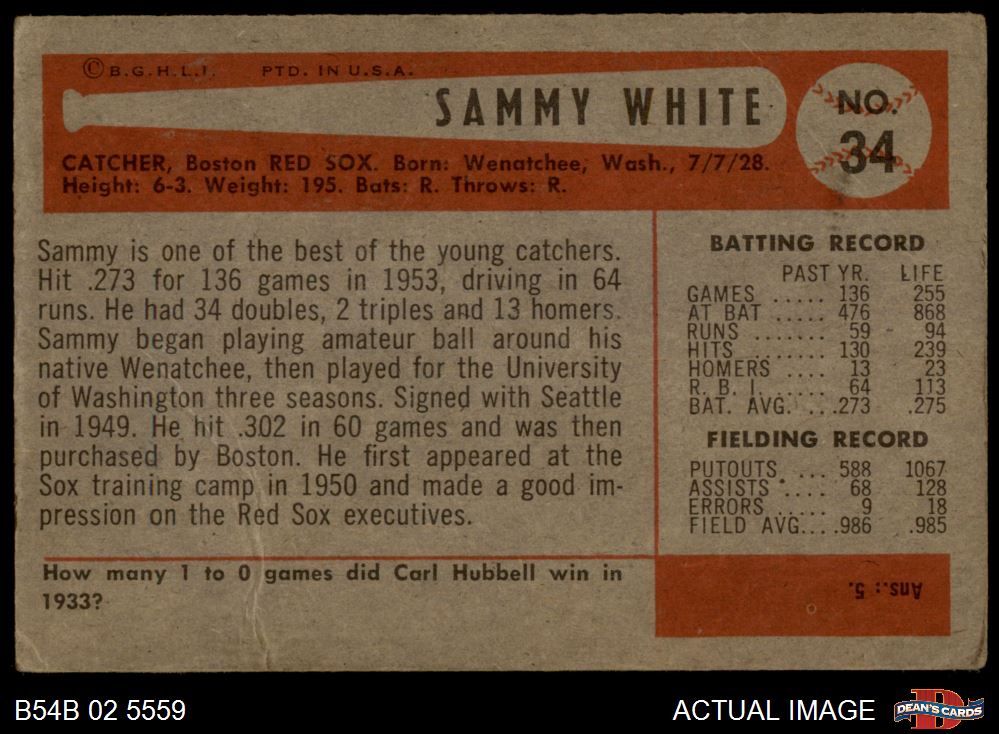 © B.G.H.L.I. PTD. IN U.S.A.
SAMMY WHITE
NO.
34
CATCHER, Boston RED SOX. Born: Wenatchee, Wash., 7/7/28.
Height: 6-3. Weight: 195. Bats: R. Throws: R.
Sammy is one of the best of the young catchers.
Hit .273 for 136 games in 1953, driving in 64
runs. He had 34 doubles, 2 triples and 13 homers.
Sammy began playing amateur ball around his
native Wenatchee, then played for the University
of Washington three seasons. Signed with Seattle
in 1949. He hit .302 in 60 games and was then
purchased by Boston. He first appeared at the
Sox training camp in 1950 and made a good im-
pression on the Red Sox executives.
BATTING RECORD
PAST YR. LIFE
GAMES ..... 136 255
AT BAT ..... 476 868
RUNS ....... 59 94
HITS ....... 130 239
HOMERS .... 13 23
R. B. I. ..... 64 113
BAT. AVG. ...273 .275
FIELDING RECORD
PUTOUTS ... 588 1067
ASSISTS .... 68 128
ERRORS .... 9 18
FIELD AVG....986 .985
How many 1 to 0 games did Carl Hubbell win in
1933?
Ans.: 5.
B54B 02 5559
ACTUAL IMAGE
DEAN'S CARDS